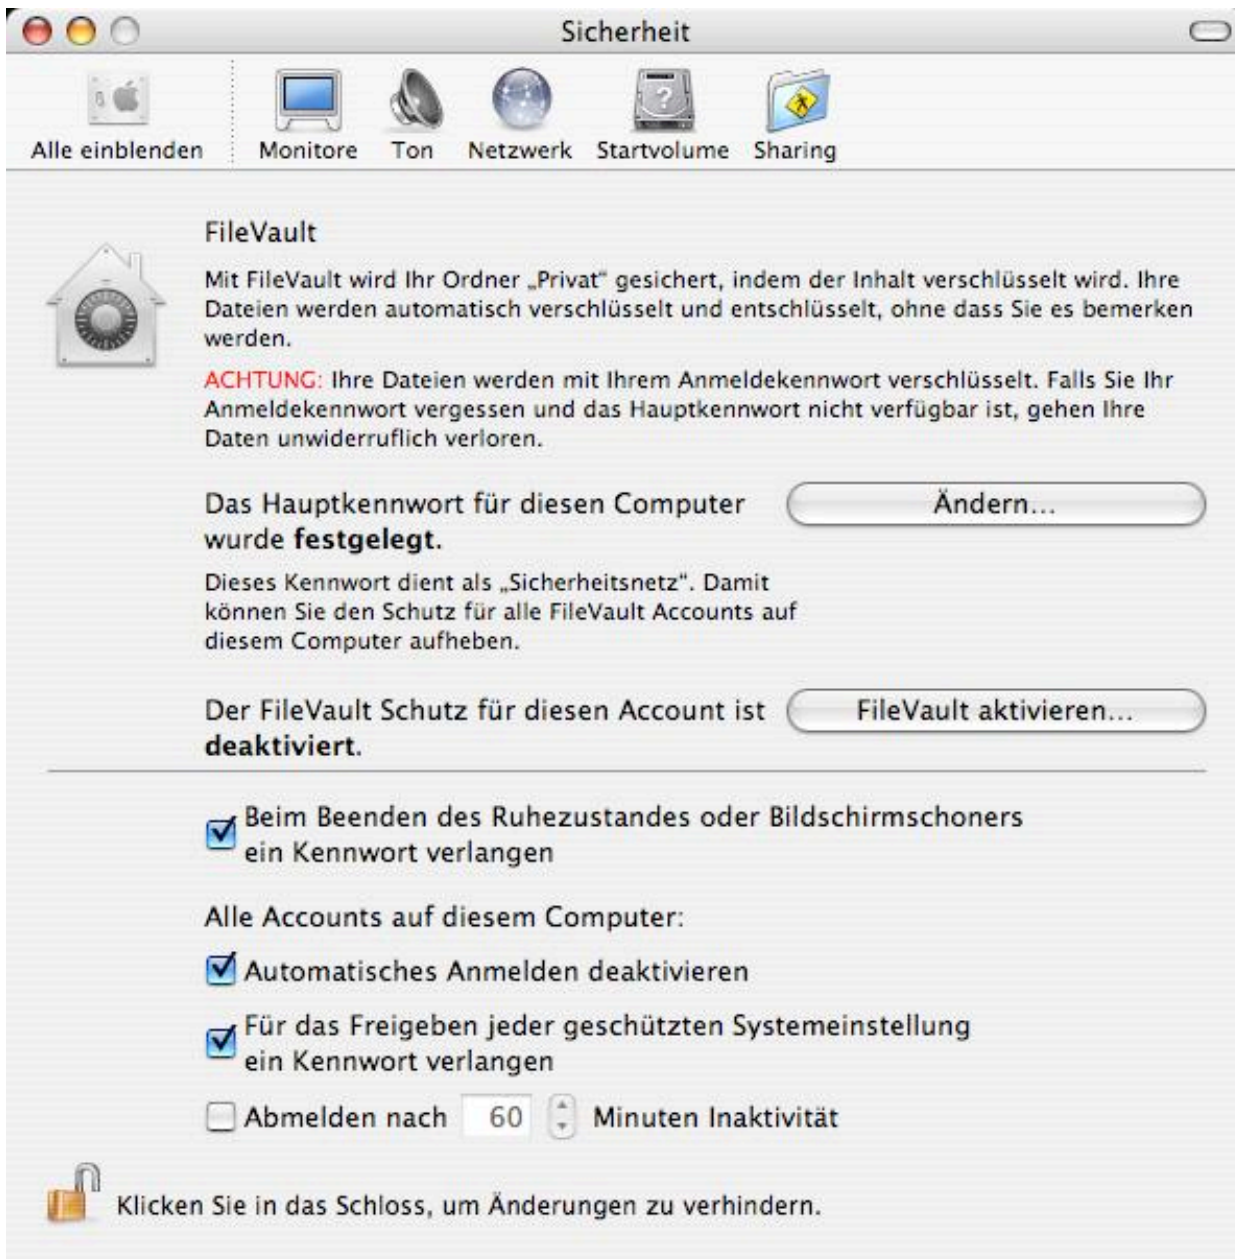 Sicherheit
Alle einblenden
Monitore
Ton
Netzwerk
Startvolume
Sharing
FileVault
Mit FileVault wird Ihr Ordner „Privat“ gesichert, indem der Inhalt verschlüsselt wird. Ihre
Dateien werden automatisch verschlüsselt und entschlüsselt, ohne dass Sie es bemerken
werden.
ACHTUNG: Ihre Dateien werden mit Ihrem Anmeldekennwort verschlüsselt. Falls Sie Ihr
Anmeldekennwort vergessen und das Hauptkennwort nicht verfügbar ist, gehen Ihre
Daten unwiderruflich verloren.
Das Hauptkennwort für diesen Computer
wurde festgelegt.
Ändern...
Dieses Kennwort dient als „Sicherheitsnetz“. Damit
können Sie den Schutz für alle FileVault Accounts auf
diesem Computer aufheben.
Der FileVault Schutz für diesen Account ist
deaktiviert.
FileVault aktivieren...
Beim Beenden des Ruhezustandes oder Bildschirmschoners
ein Kennwort verlangen
Alle Accounts auf diesem Computer:
Automatisches Anmelden deaktivieren
Für das Freigeben jeder geschützten Systemeinstellung
ein Kennwort verlangen
Abmelden nach 60 Minuten Inaktivität
Klicken Sie in das Schloss, um Änderungen zu verhindern.